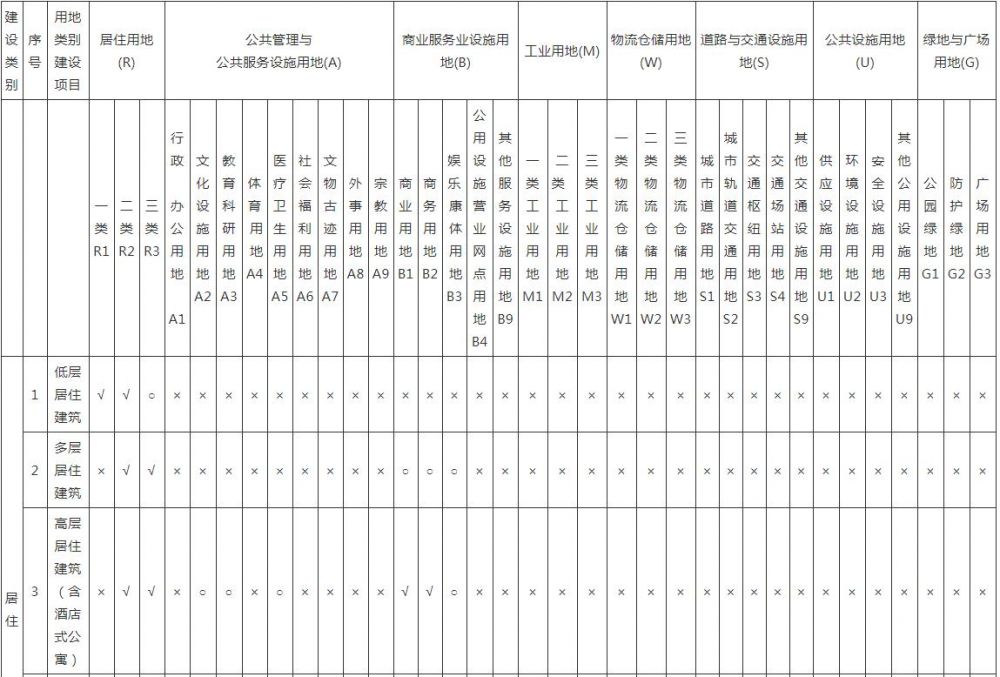 建设类别 序号 用地类别建设项目 居住用地(R) 公共管理与公共服务设施用地(A) 商业服务业设施用地(B) 工业用地(M) 物流仓储用地(W) 道路与交通设施用地(S) 公共设施用地(U) 绿地与广场用地(G)
一类R1 二类R2 三类R3 行政办公用地A1 文化设施用地A2 教育科研用地A3 体育用地A4 医疗卫生用地A5 社会福利用地A6 文物古迹用地A7 外事用地A8 宗教用地A9 商业用地B1 商务用地B2 娱乐康体用地B3 公用设施营业网点用地B4 其他服务设施用地B9 一类工业用地M1 二类工业用地M2 三类工业用地M3 一类物流仓储用地W1 二类物流仓储用地W2 三类物流仓储用地W3 城市道路用地S1 城市轨道交通用地S2 交通枢纽用地S3 交通场站用地S4 其他交通设施用地S9 供应设施用地U1 环境设施用地U2 安全设施用地U3 其他公用设施用地U9 公园绿地G1 防护绿地G2 广场用地G3
居住
1 低层居住建筑 √ √ ○ × × × × × × × × × × × × × × × × × × × × × × × × × × × × × × × ×
2 多层居住建筑 × √ √ × × × × × × × × × ○ ○ ○ × × × × × × × × × × × × × × × × × × × ×
3 高层居住建筑（含酒店式公寓） × √ √ × ○ ○ × ○ × × × × √ √ ○ × × × × × × × × × × × × × × × × × × × ×